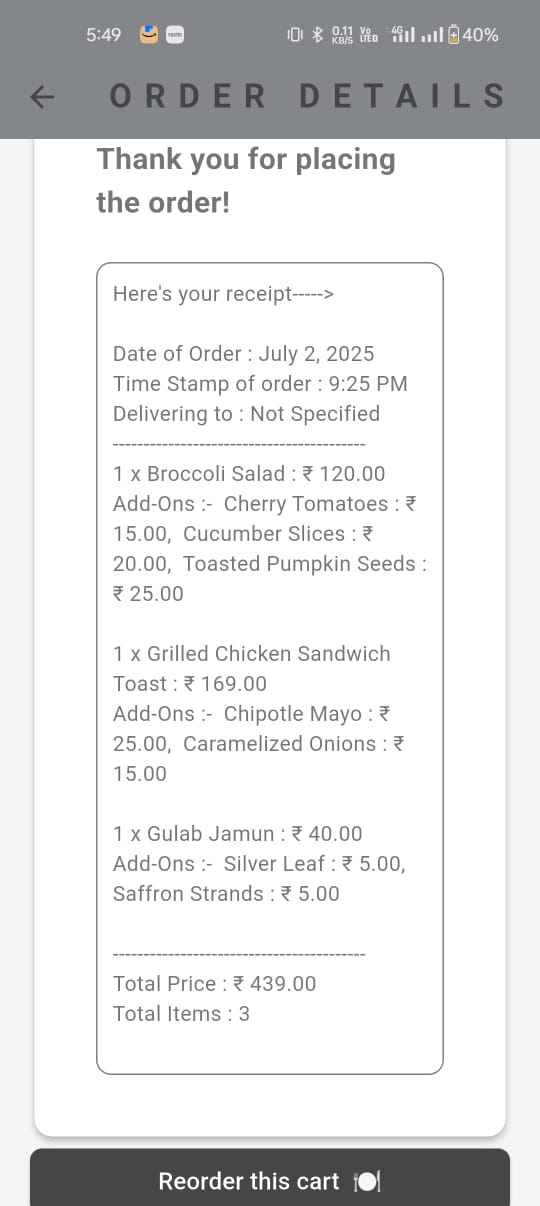 5:49
paytm
0.11 KB/S
Vo LTED
4G
40%
ORDER DETAILS
Thank you for placing
the order!
Here's your receipt----->
Date of Order : July 2, 2025
Time Stamp of order : 9:25 PM
Delivering to : Not Specified
------------------------------------------
1 x Broccoli Salad : ₹ 120.00
Add-Ons :-  Cherry Tomatoes : ₹
15.00,  Cucumber Slices : ₹
20.00,  Toasted Pumpkin Seeds :
₹ 25.00
1 x Grilled Chicken Sandwich
Toast : ₹ 169.00
Add-Ons :-  Chipotle Mayo : ₹
25.00,  Caramelized Onions : ₹
15.00
1 x Gulab Jamun : ₹ 40.00
Add-Ons :-  Silver Leaf : ₹ 5.00,
Saffron Strands : ₹ 5.00
------------------------------------------
Total Price : ₹ 439.00
Total Items : 3
Reorder this cart 🍽